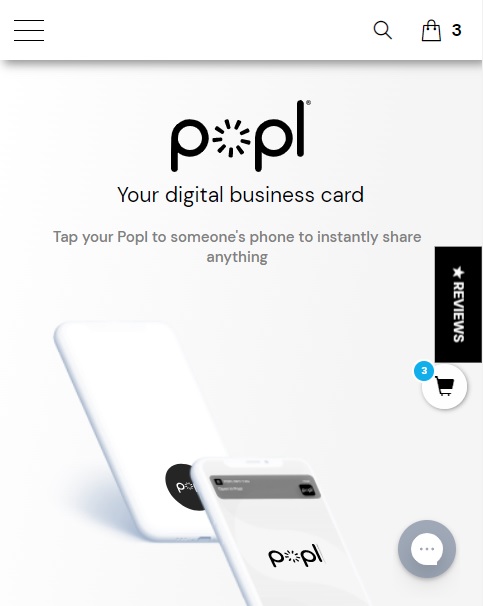 3
popl®
Your digital business card
Tap your Popl to someone's phone to instantly share
anything
★ REVIEWS
3
popl
popl